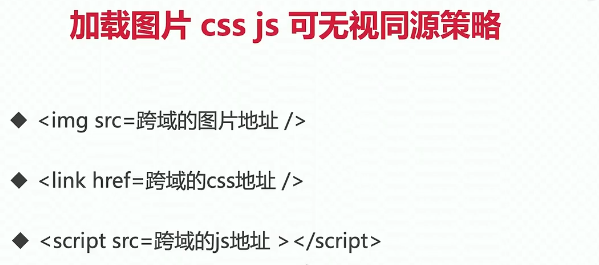 加载图片 css js 可无视同源策略
◆ <img src=跨域的图片地址 />
◆ <link href=跨域的css地址 />
◆ <script src=跨域的js地址 ></script>